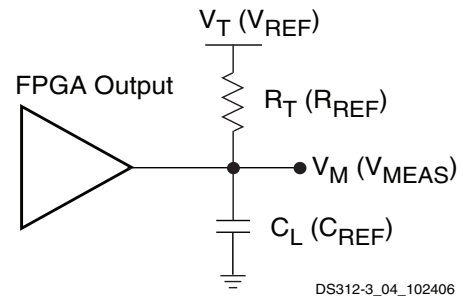 V_T (V_REF)
FPGA Output
R_T (R_REF)
V_M (V_MEAS)
C_L (C_REF)
DS312-3_04_102406